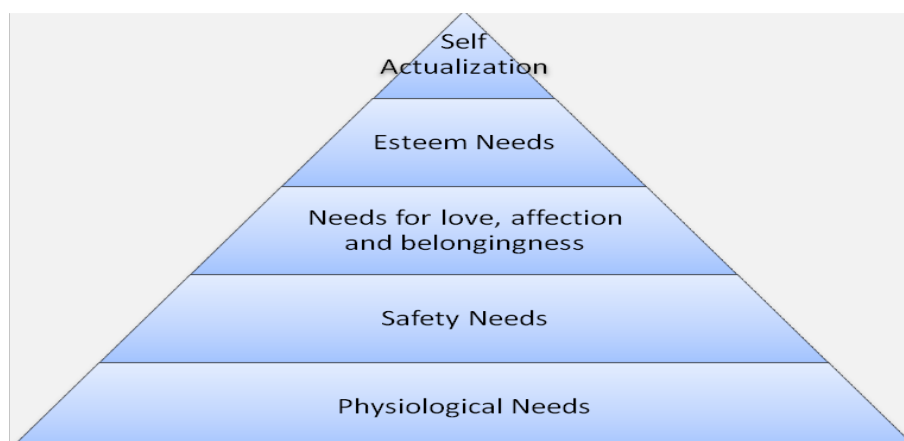 Self
Actualization
Esteem Needs
Needs for love, affection
and belongingness
Safety Needs
Physiological Needs